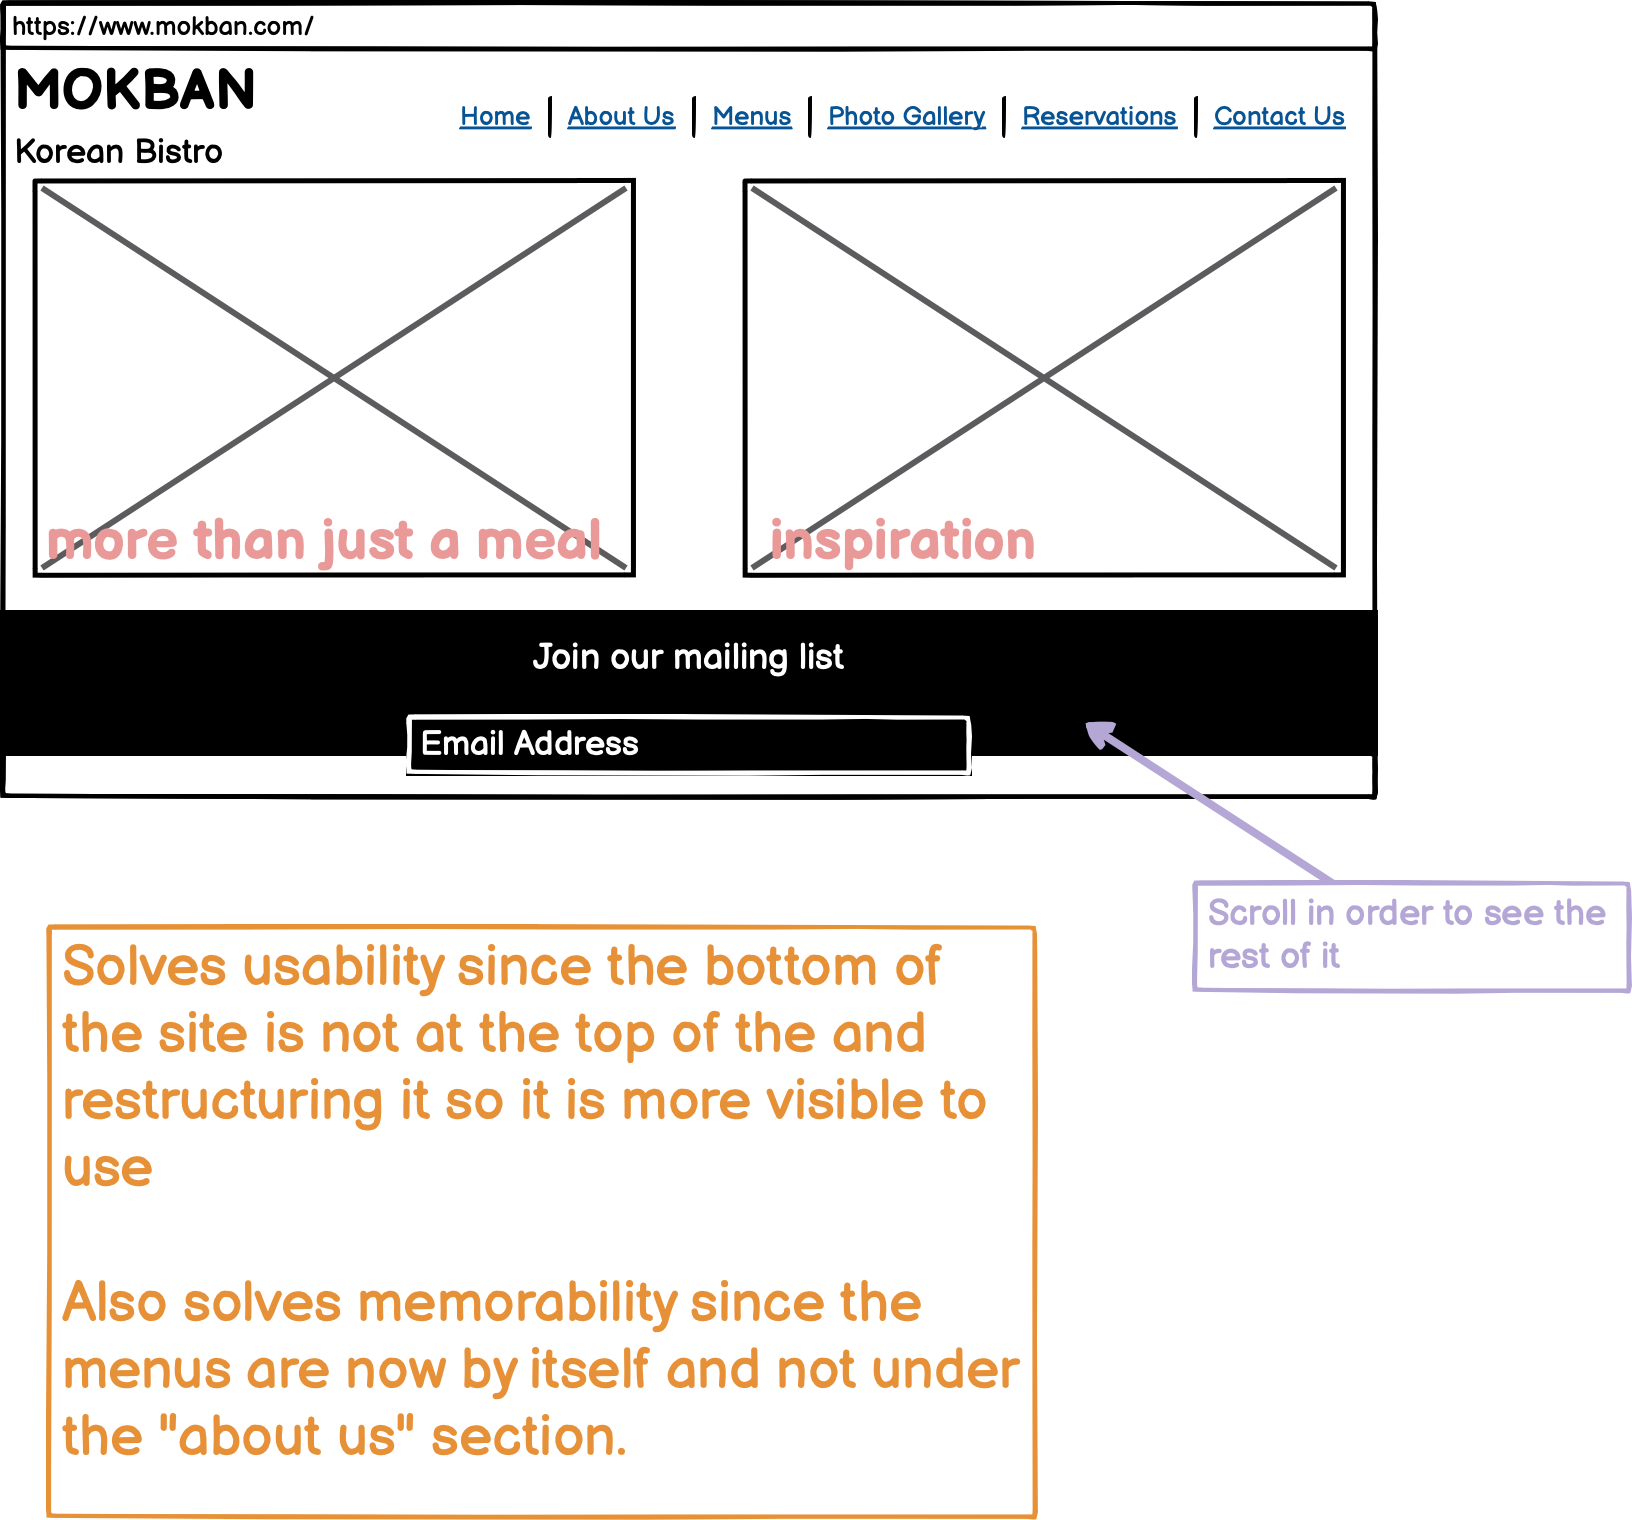 https://www.mokban.com/
MOKBAN
Korean Bistro
Home | About Us | Menus | Photo Gallery | Reservations | Contact Us
more than just a meal
inspiration
Join our mailing list
Email Address
Scroll in order to see the
rest of it
Solves usability since the bottom of
the site is not at the top of the and
restructuring it so it is more visible to
use
Also solves memorability since the
menus are now by itself and not under
the "about us" section.